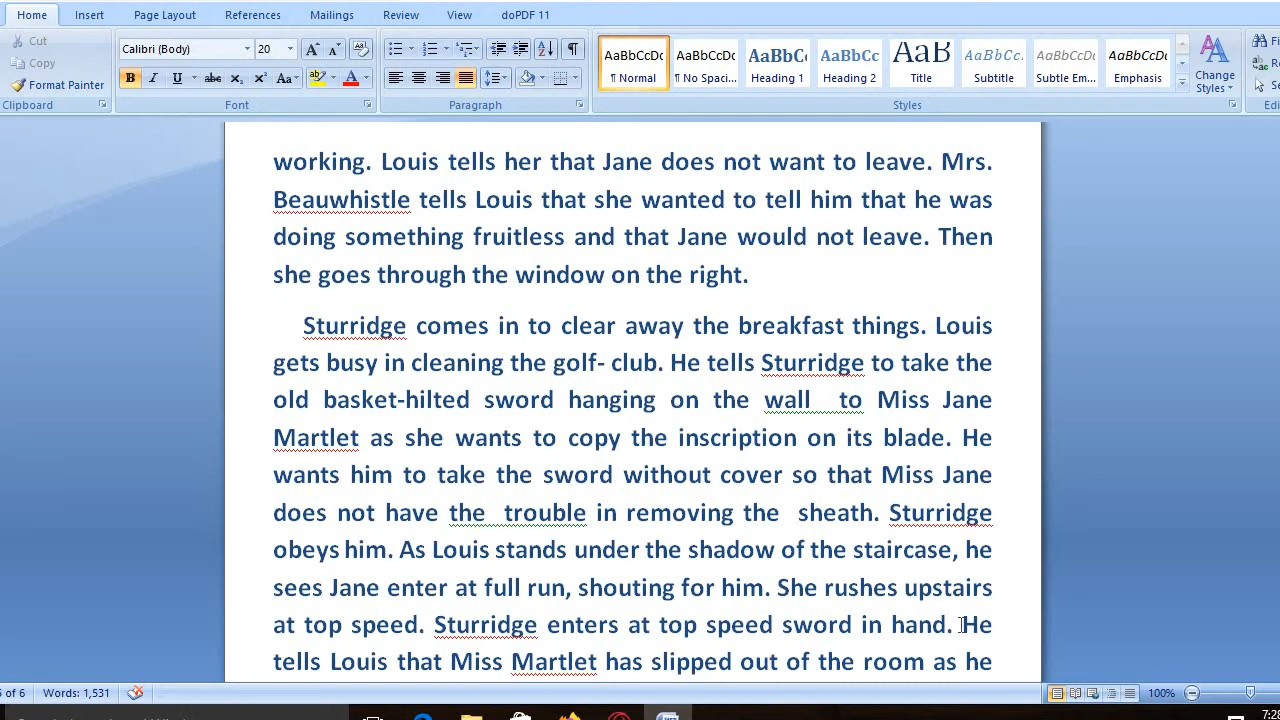 Home Insert Page Layout References Mailings Review View doPDF 11
Cut
Copy
Format Painter
Clipboard
Calibri (Body) 20
Font
Paragraph
AaBbCcDc AaBbCcDc AaBbC AaBbCc AaB AaBbCc. AaBbCcDc AaBbCcDc
¶ Normal ¶ No Spaci... Heading 1 Heading 2 Title Subtitle Subtle Em... Emphasis
Change
Styles
Styles
working. Louis tells her that Jane does not want to leave. Mrs.
Beauwhistle tells Louis that she wanted to tell him that he was
doing something fruitless and that Jane would not leave. Then
she goes through the window on the right.
Sturridge comes in to clear away the breakfast things. Louis
gets busy in cleaning the golf- club. He tells Sturridge to take the
old basket-hilted sword hanging on the wall to Miss Jane
Martlet as she wants to copy the inscription on its blade. He
wants him to take the sword without cover so that Miss Jane
does not have the trouble in removing the sheath. Sturridge
obeys him. As Louis stands under the shadow of the staircase, he
sees Jane enter at full run, shouting for him. She rushes upstairs
at top speed. Sturridge enters at top speed sword in hand. He
tells Louis that Miss Martlet has slipped out of the room as he
of 6 Words: 1,531 100%